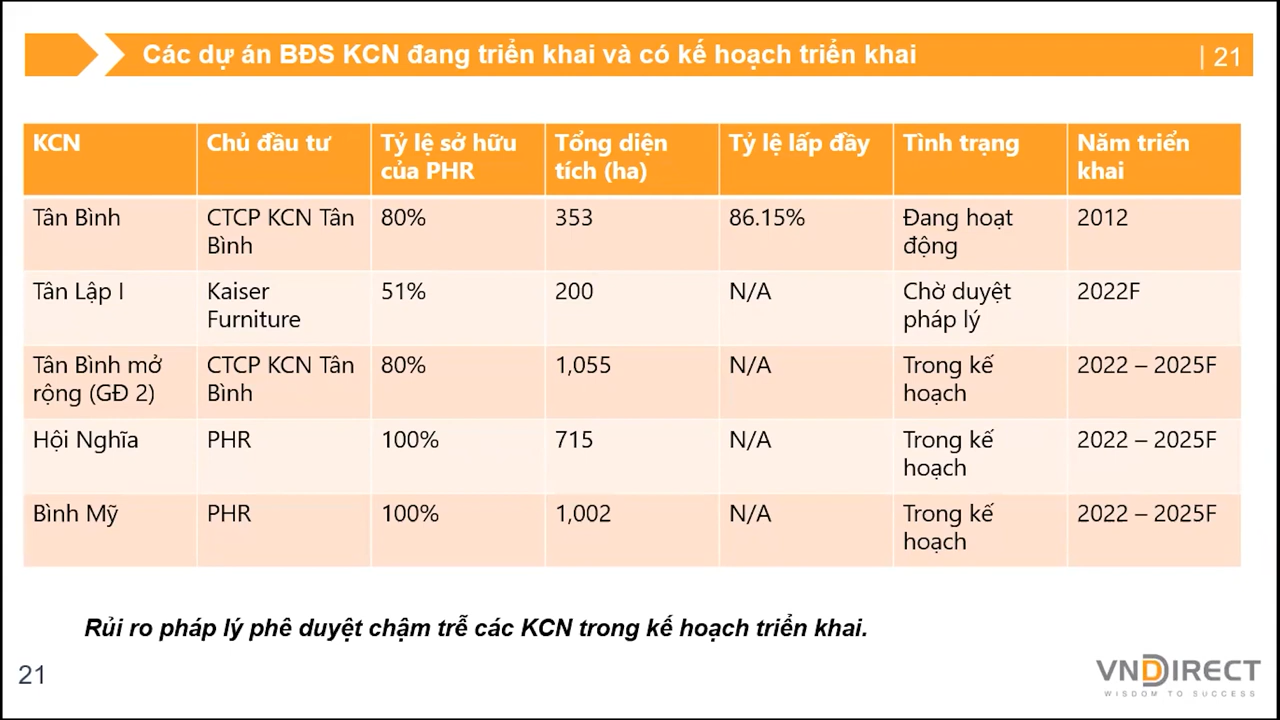 Các dự án BĐS KCN đang triển khai và có kế hoạch triển khai
| 21
KCN
Chủ đầu tư
Tỷ lệ sở hữu
của PHR
Tổng diện
tích (ha)
Tỷ lệ lấp đầy
Tình trạng
Năm triển
khai
Tân Bình
CTCP KCN Tân
Bình
80%
353
86.15%
Đang hoạt
động
2012
Tân Lập I
Kaiser
Furniture
51%
200
N/A
Chờ duyệt
pháp lý
2022F
Tân Bình mở
rộng (GĐ 2)
CTCP KCN Tân
Bình
80%
1,055
N/A
Trong kế
hoạch
2022 – 2025F
Hội Nghĩa
PHR
100%
715
N/A
Trong kế
hoạch
2022 – 2025F
Bình Mỹ
PHR
100%
1,002
N/A
Trong kế
hoạch
2022 – 2025F
Rủi ro pháp lý phê duyệt chậm trễ các KCN trong kế hoạch triển khai.
21
VNDIRECT
WISDOM TO SUCCESS